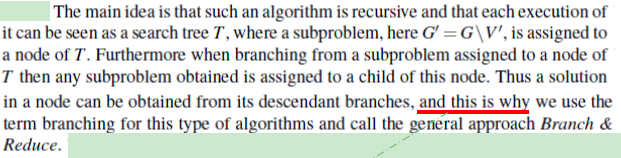 The main idea is that such an algorithm is recursive and that each execution of
it can be seen as a search tree T, where a subproblem, here G′ = G\V′, is assigned to
a node of T. Furthermore when branching from a subproblem assigned to a node of
T then any subproblem obtained is assigned to a child of this node. Thus a solution
in a node can be obtained from its descendant branches, and this is why we use the
term branching for this type of algorithms and call the general approach Branch &
Reduce.